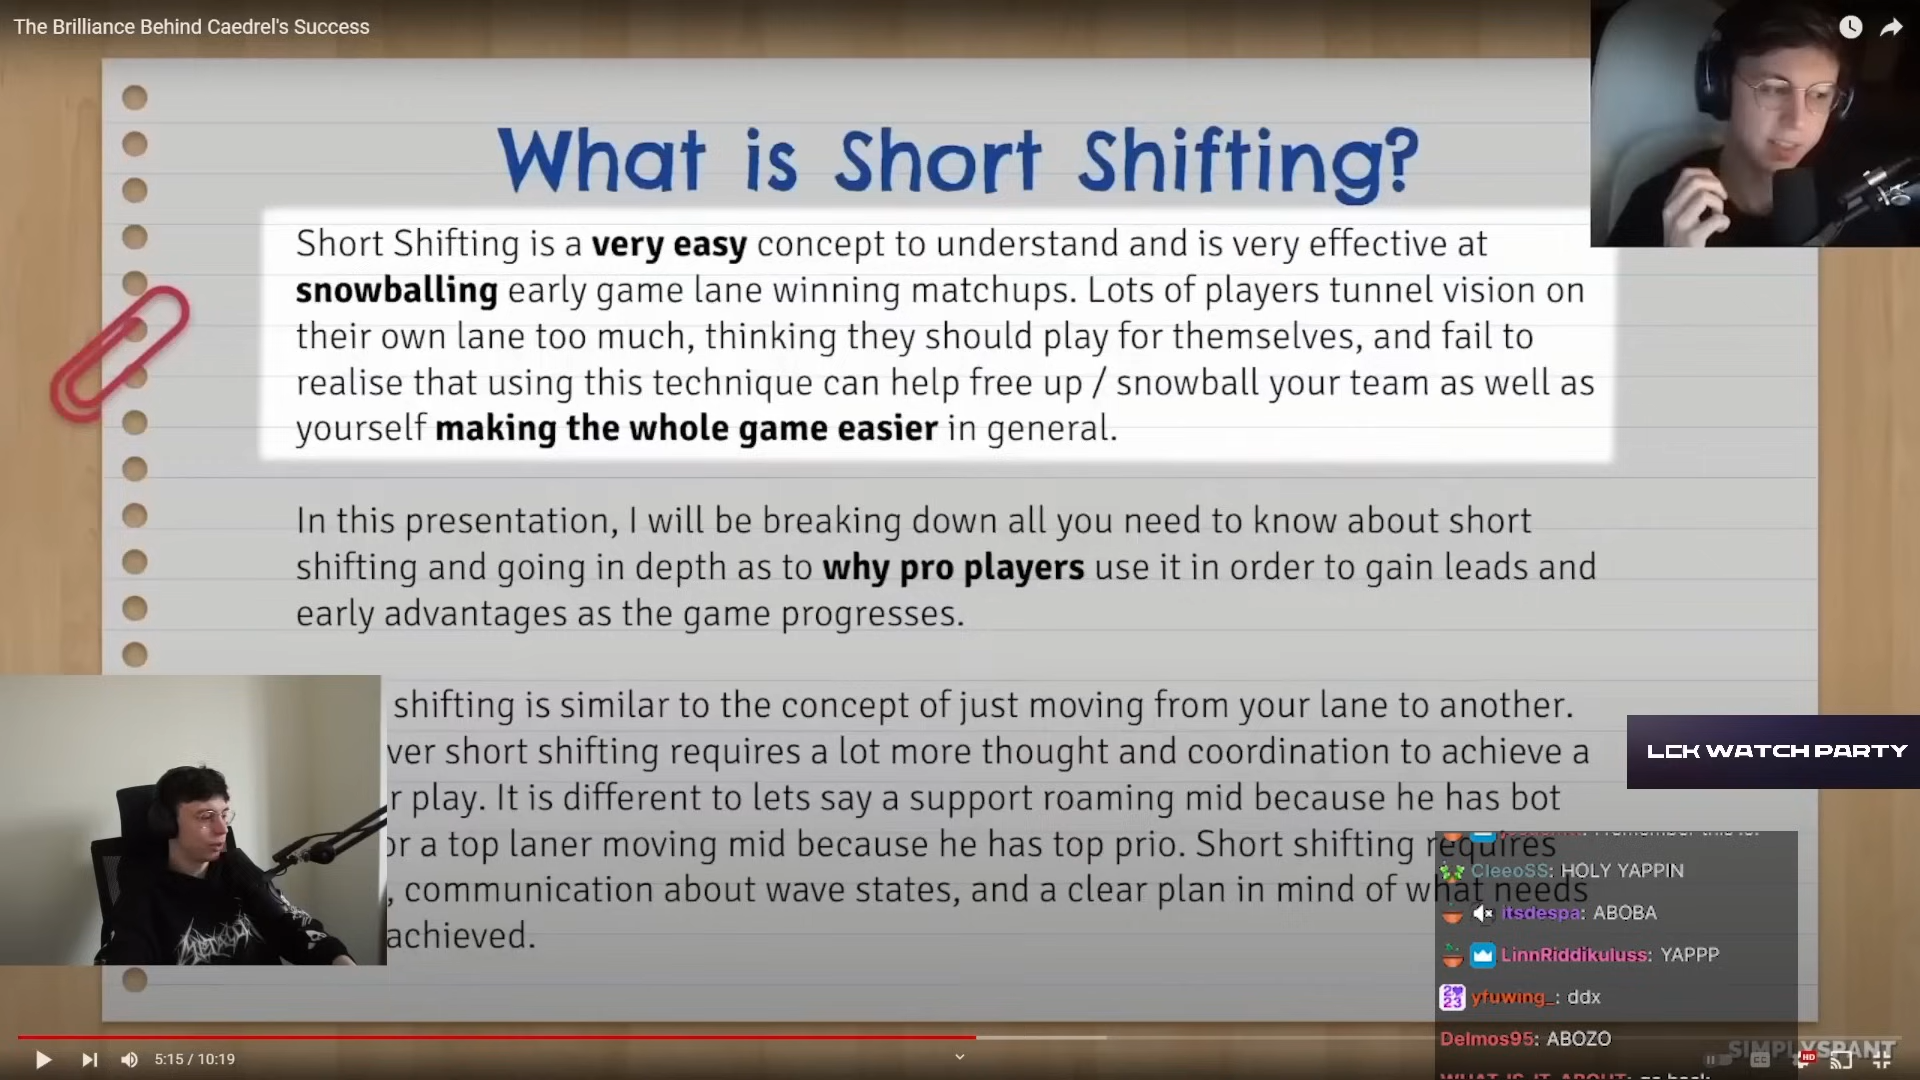 The Brilliance Behind Caedrel's Success
What is Short Shifting?
Short Shifting is a very easy concept to understand and is very effective at
snowballing early game lane winning matchups. Lots of players tunnel vision on
their own lane too much, thinking they should play for themselves, and fail to
realise that using this technique can help free up / snowball your team as well as
yourself making the whole game easier in general.
In this presentation, I will be breaking down all you need to know about short
shifting and going in depth as to why pro players use it in order to gain leads and
early advantages as the game progresses.
shifting is similar to the concept of just moving from your lane to another.
ver short shifting requires a lot more thought and coordination to achieve a
r play. It is different to lets say a support roaming mid because he has bot
or a top laner moving mid because he has top prio. Short shifting requires
, communication about wave states, and a clear plan in mind of what needs
achieved.
LCK WATCH PARTY
CleeoSS: HOLY YAPPIN
itsdespa: ABOBA
LinnRiddikuluss: YAPPP
yfuwing_: ddx
Delmos95: ABOZO
5:15 / 10:19
SIMPLYSPANT
HD